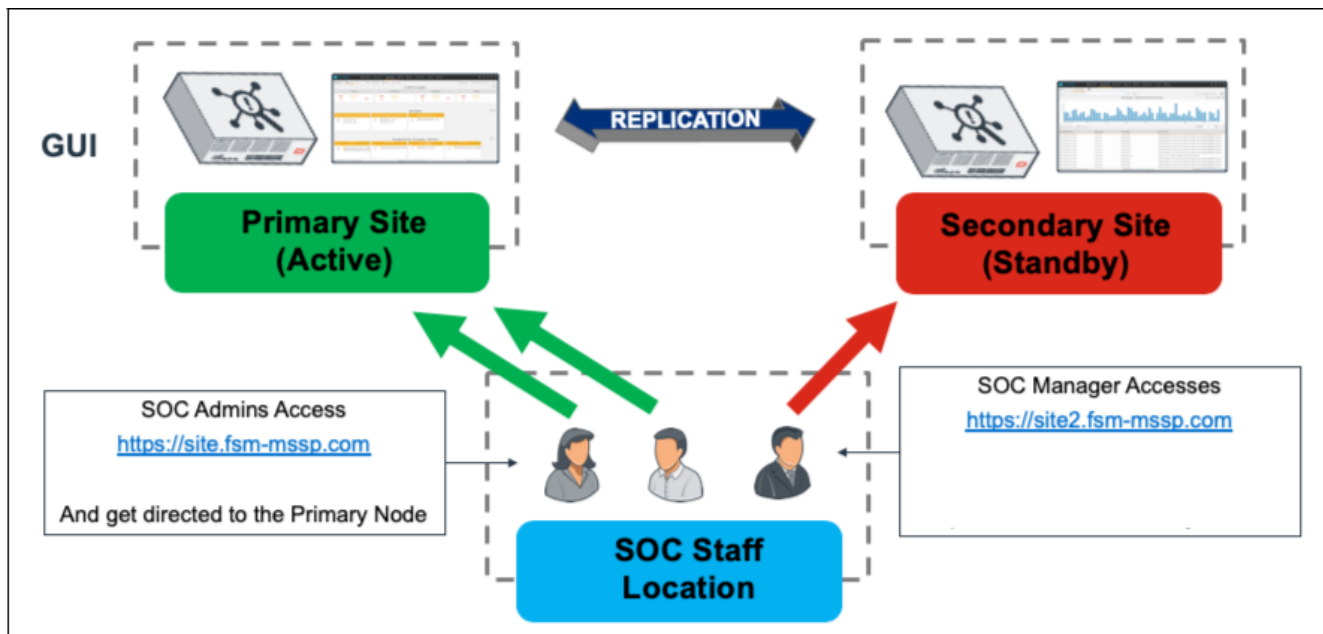 GUI
REPLICATION
Primary Site
(Active)
Secondary Site
(Standby)
SOC Admins Access
https://site.fsm-mssp.com
And get directed to the Primary Node
SOC Manager Accesses
https://site2.fsm-mssp.com
SOC Staff
Location